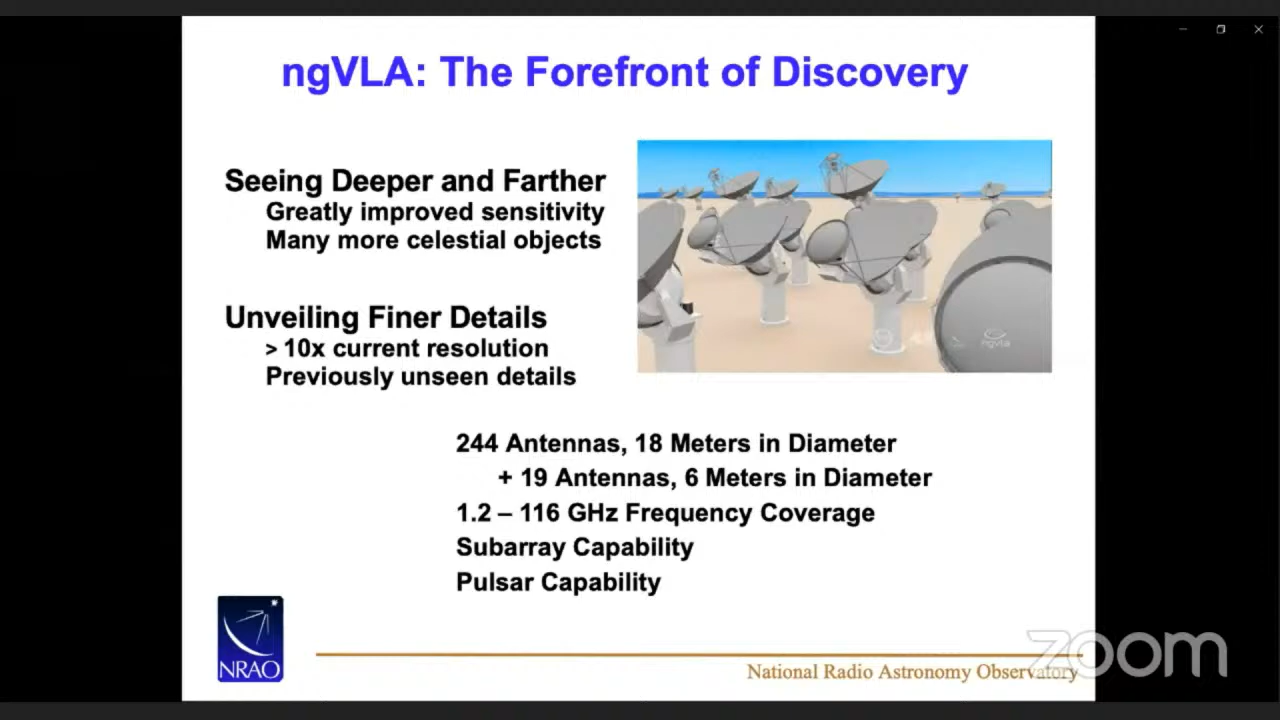 ngVLA: The Forefront of Discovery
Seeing Deeper and Farther
Greatly improved sensitivity
Many more celestial objects
Unveiling Finer Details
> 10x current resolution
Previously unseen details
ngvla
244 Antennas, 18 Meters in Diameter
+ 19 Antennas, 6 Meters in Diameter
1.2 – 116 GHz Frequency Coverage
Subarray Capability
Pulsar Capability
NRAO
National Radio Astronomy Observatory
zoom